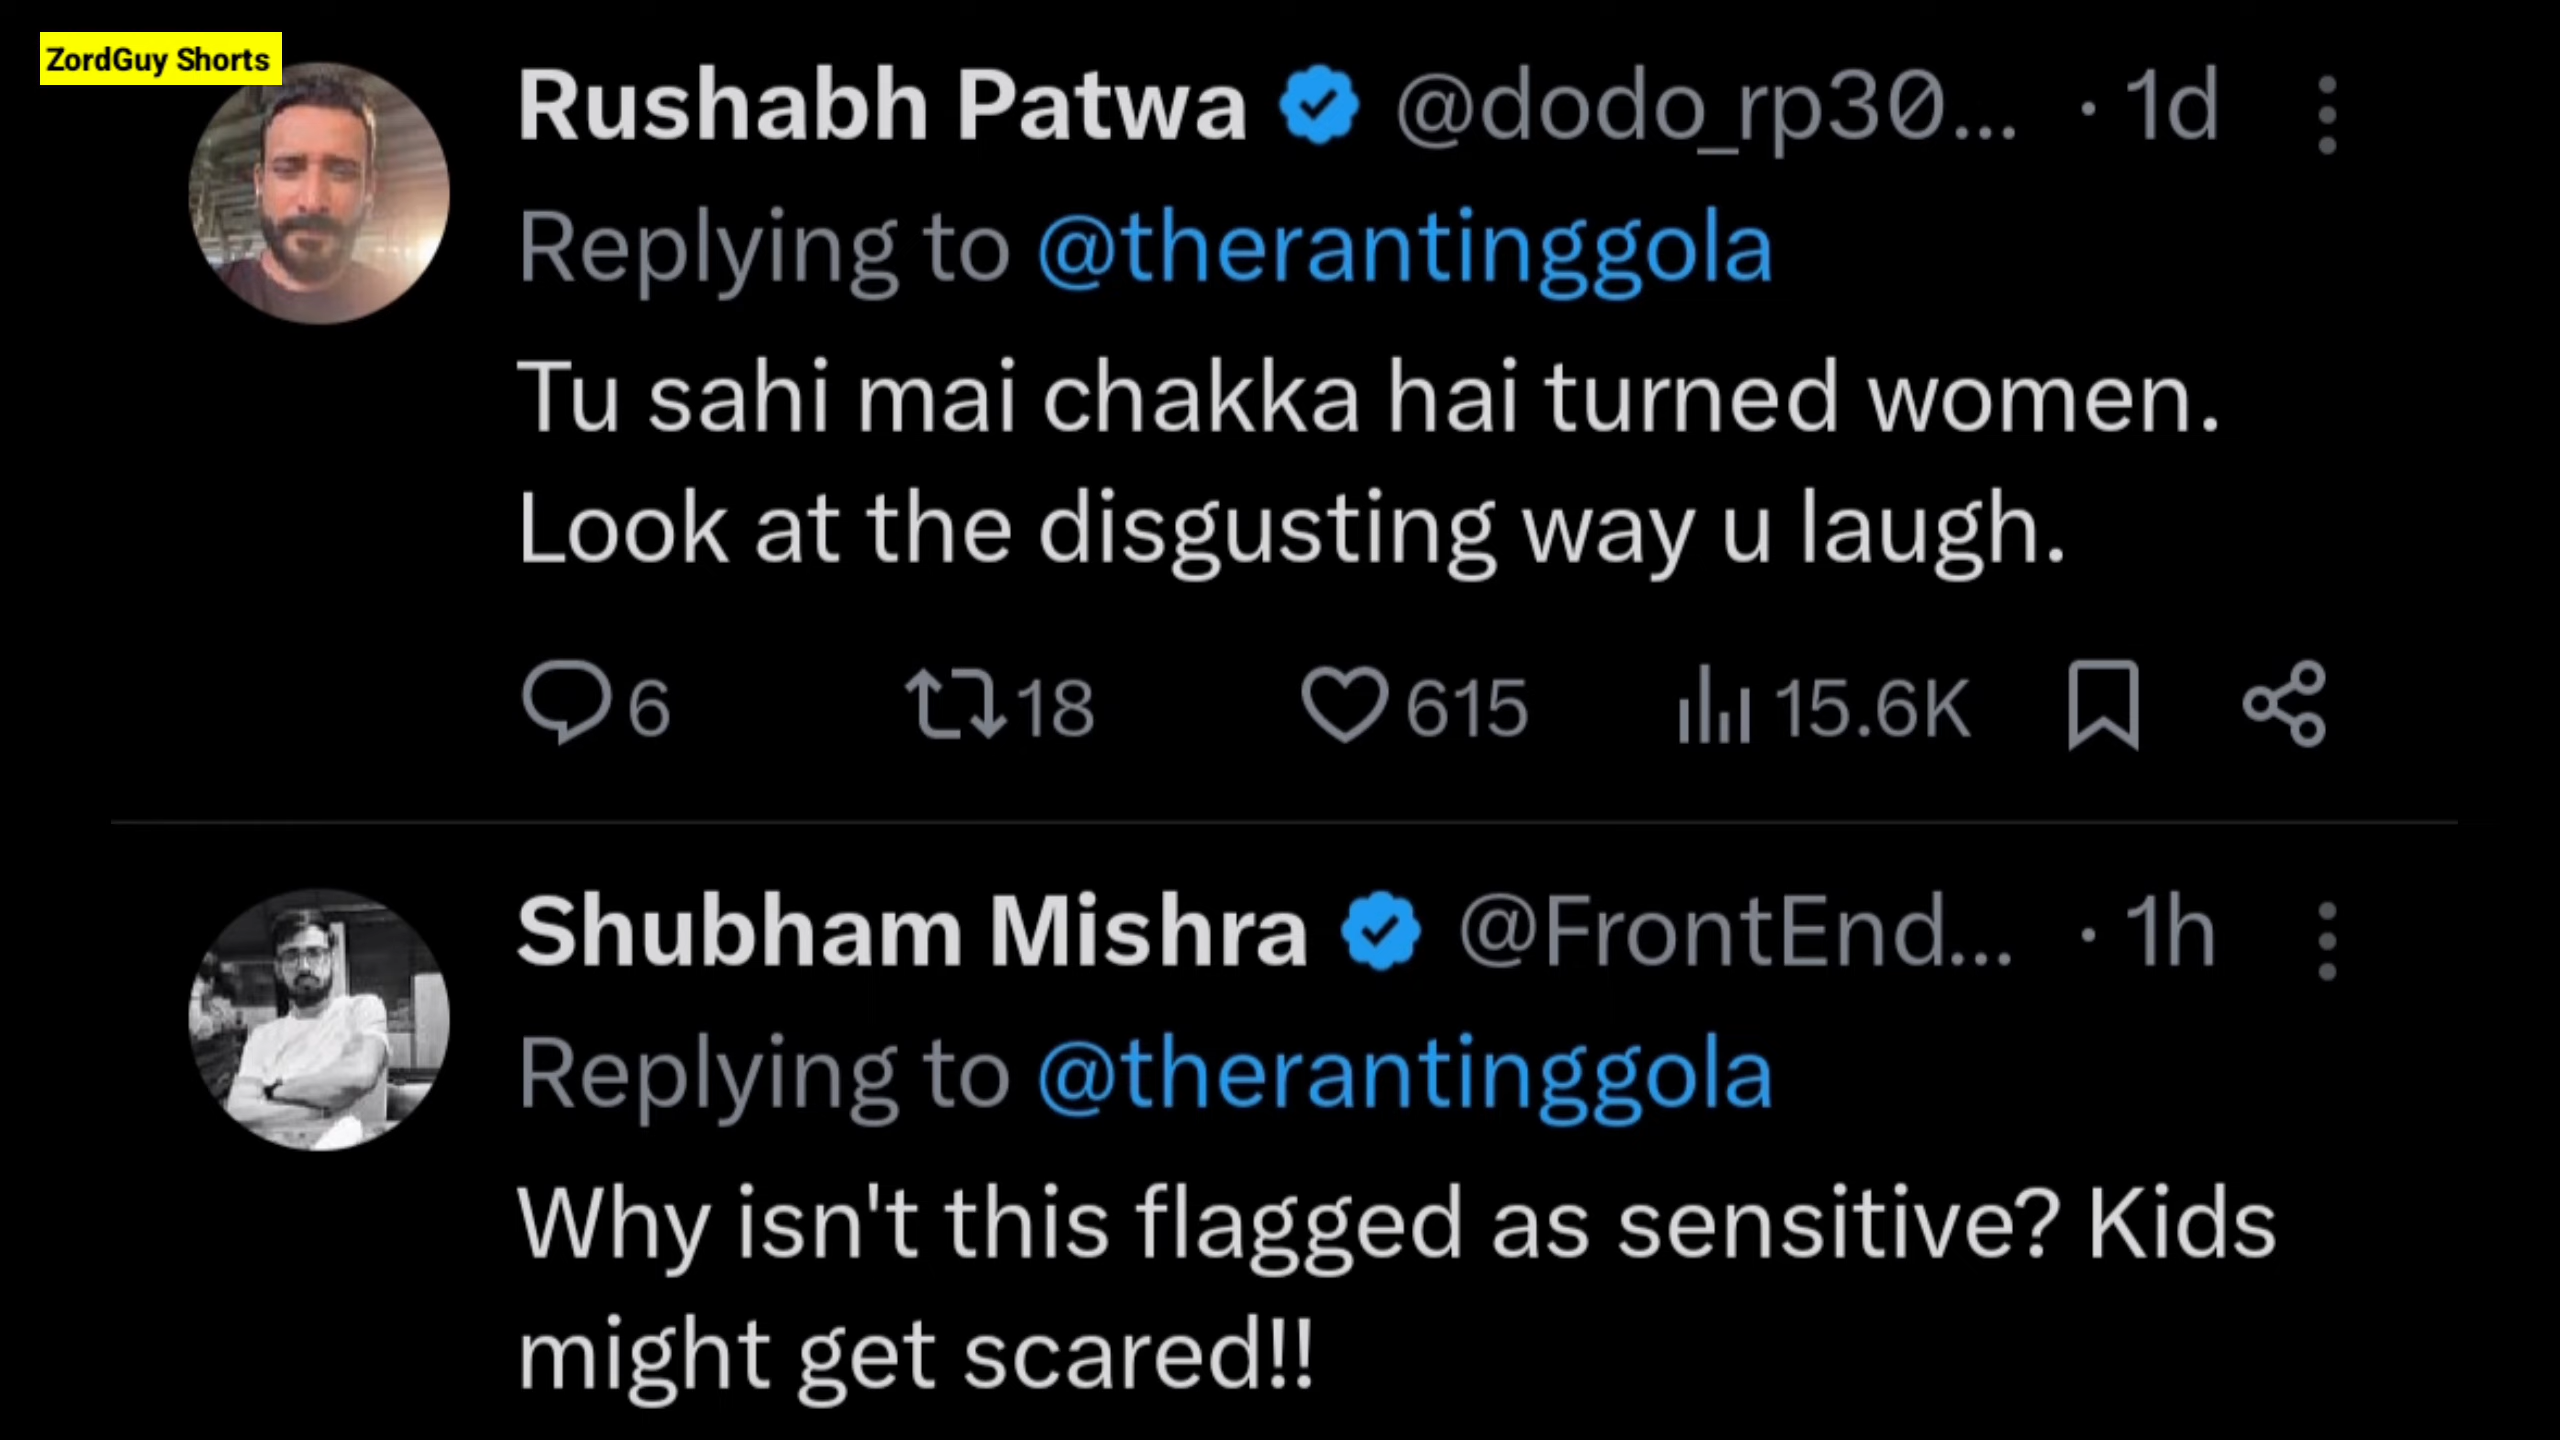 ZordGuy Shorts
Rushabh Patwa @dodo_rp30... · 1d
Replying to @therantinggola
Tu sahi mai chakka hai turned women.
Look at the disgusting way u laugh.
6 18 615 15.6K
Shubham Mishra @FrontEnd... · 1h
Replying to @therantinggola
Why isn't this flagged as sensitive? Kids
might get scared!!